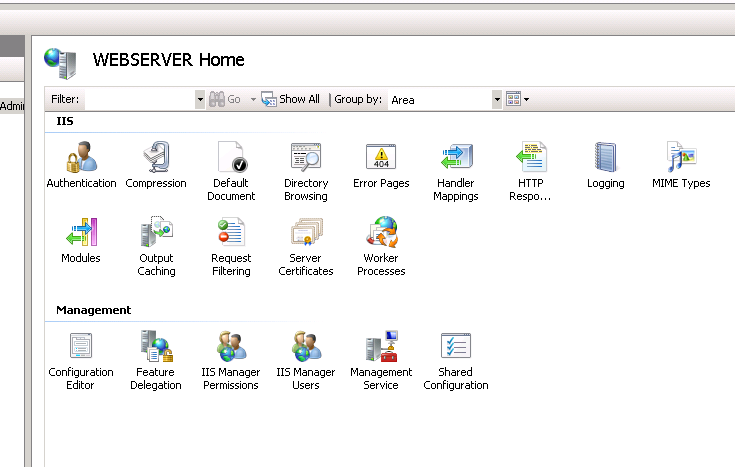 WEBSERVER Home
Filter:
Go
Show All
Group by:
Area
Admin
IIS
Authentication
Compression
Default
Document
Directory
Browsing
404
Error Pages
Handler
Mappings
HTTP
Respo...
Logging
MIME Types
Modules
Output
Caching
Request
Filtering
Server
Certificates
Worker
Processes
Management
Configuration
Editor
Feature
Delegation
IIS Manager
Permissions
IIS Manager
Users
Management
Service
Shared
Configuration